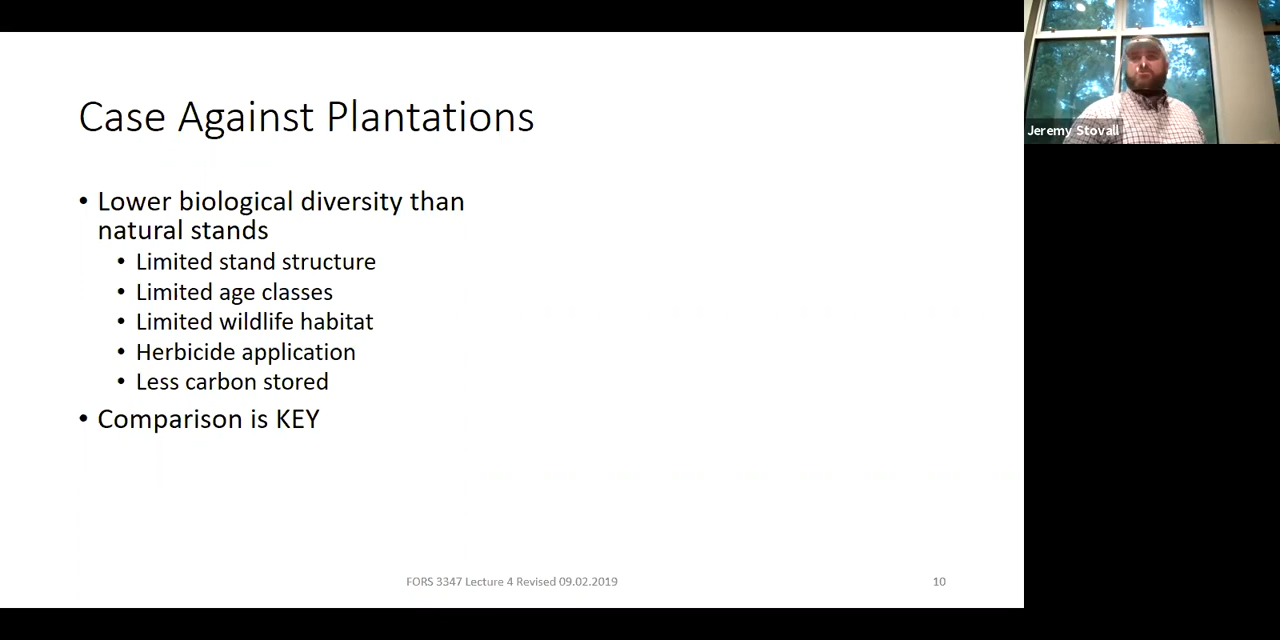 Case Against Plantations
• Lower biological diversity than
natural stands
• Limited stand structure
• Limited age classes
• Limited wildlife habitat
• Herbicide application
• Less carbon stored
• Comparison is KEY
FORS 3347 Lecture 4 Revised 09.02.2019
10
Jeremy Stovall